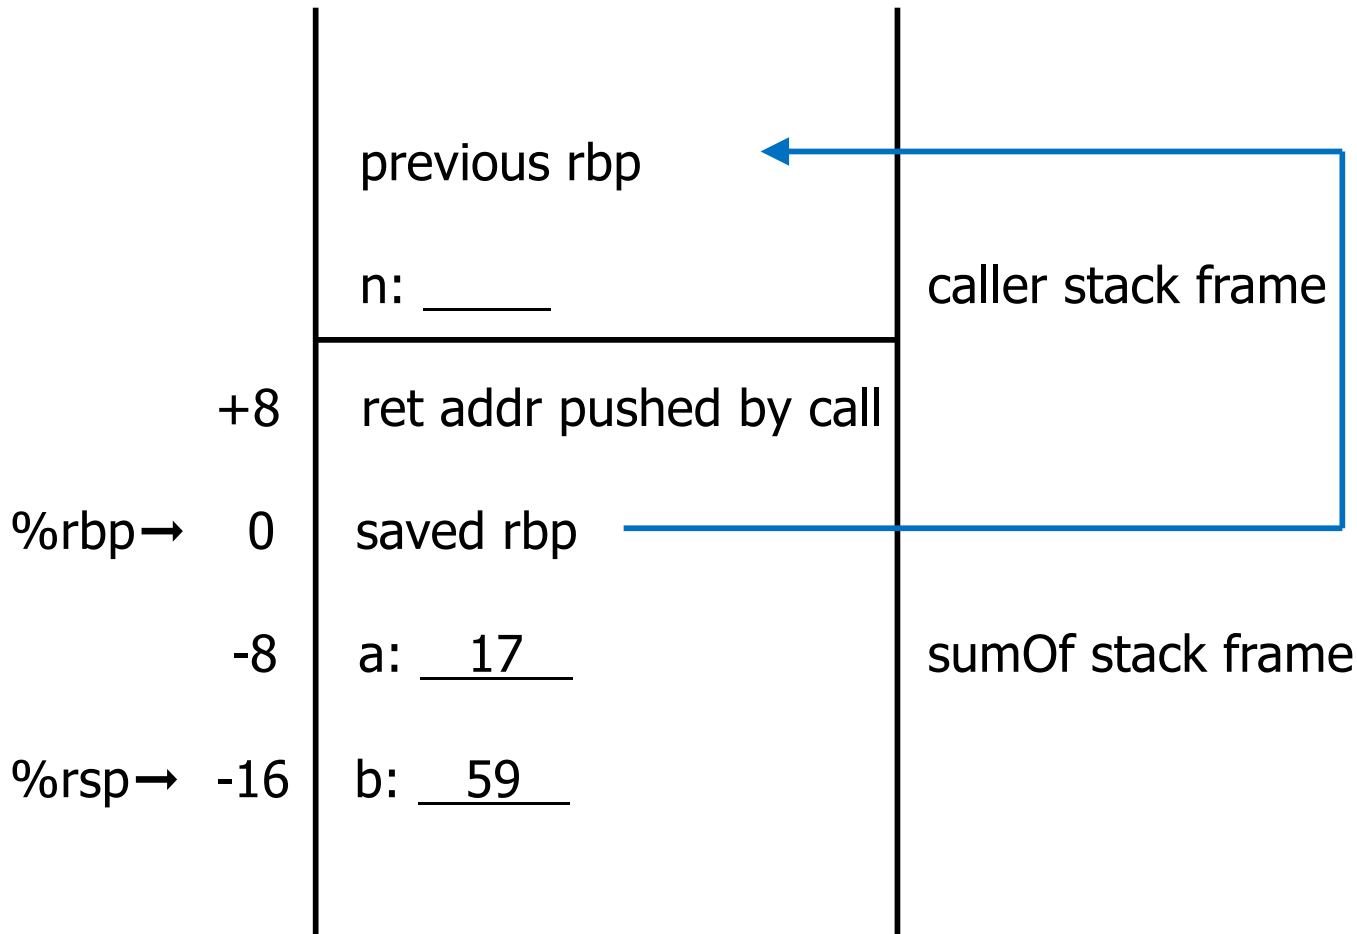 previous rbp
n: _____ caller stack frame
+8 ret addr pushed by call
%rbp→ 0 saved rbp
-8 a: 17 sumOf stack frame
%rsp→ -16 b: 59